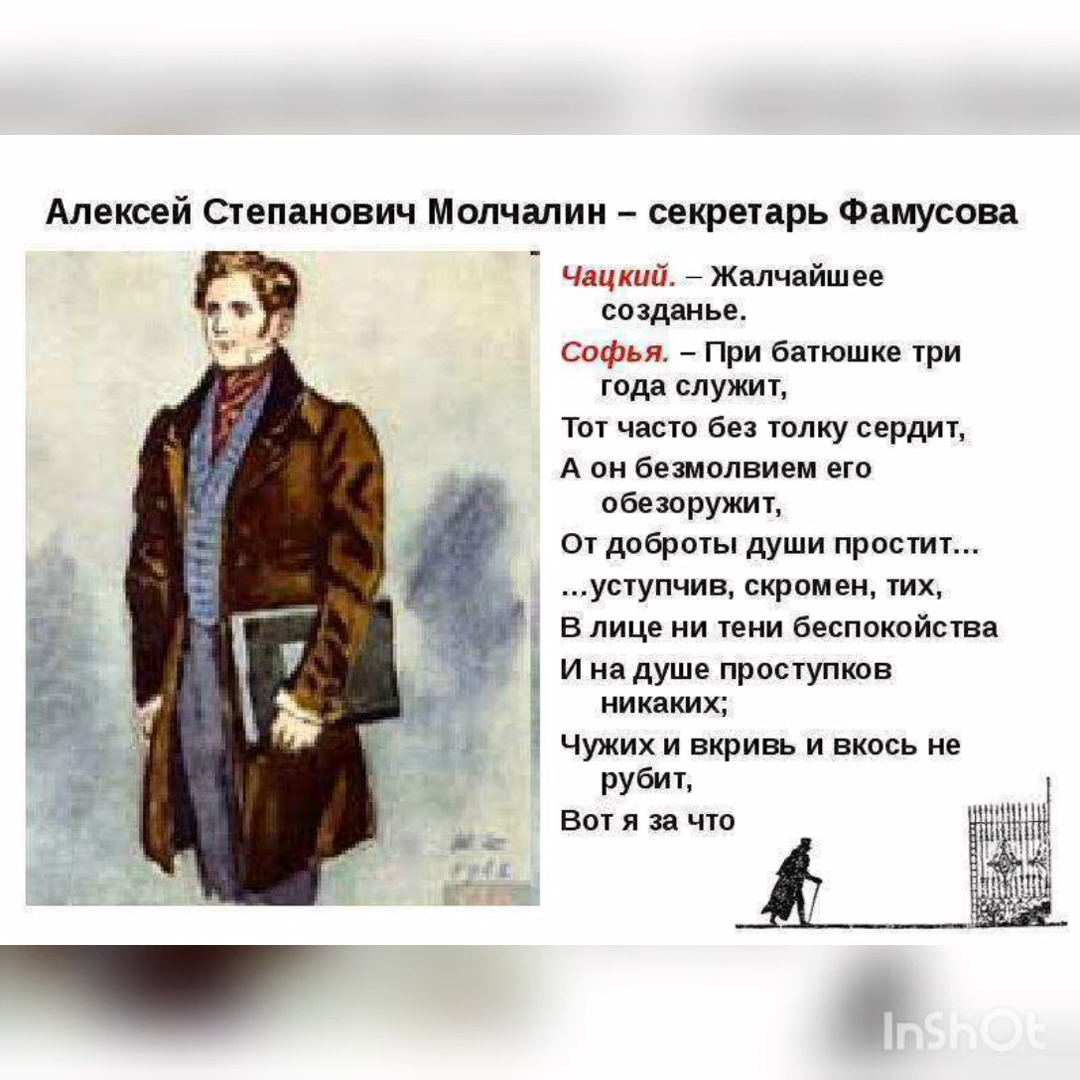 Алексей Степанович Молчалин – секретарь Фамусова
Чацкий. – Жалчайшее
созданье.
Софья. – При батюшке три
года служит,
Тот часто без толку сердит,
А он безмолвием его
обезоружит,
От доброты души простит…
…уступчив, скромен, тих,
В лице ни тени беспокойства
И на душе проступков
никаких;
Чужих и вкривь и вкось не
рубит,
Вот я за что
InShOt